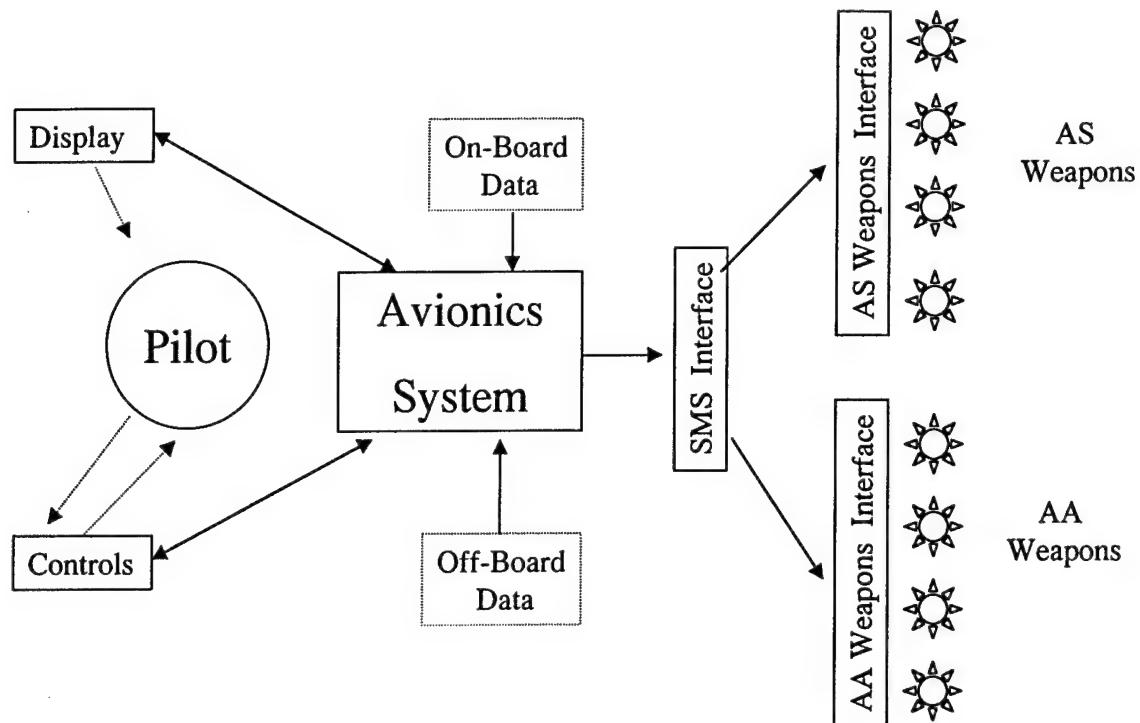 Display
On-Board
Data
Pilot
Avionics
System
Controls
Off-Board
Data
SMS Interface
AS Weapons Interface
AS
Weapons
AA Weapons Interface
AA
Weapons